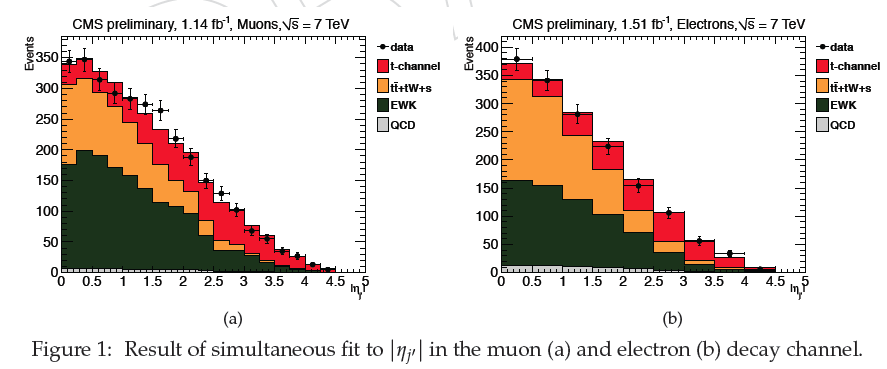 CMS preliminary, 1.14 fb⁻¹, Muons, √s = 7 TeV
Events
350
300
250
200
150
100
50
0
0 0.5 1 1.5 2 2.5 3 3.5 4 4.5 5
|η_j'|
data
t-channel
tt̄+tW+s
EWK
QCD
(a)
CMS preliminary, 1.51 fb⁻¹, Electrons, √s = 7 TeV
Events
400
350
300
250
200
150
100
50
0
0 0.5 1 1.5 2 2.5 3 3.5 4 4.5 5
|η_j'|
data
t-channel
tt̄+tW+s
EWK
QCD
(b)
Figure 1: Result of simultaneous fit to |η_j'| in the muon (a) and electron (b) decay channel.